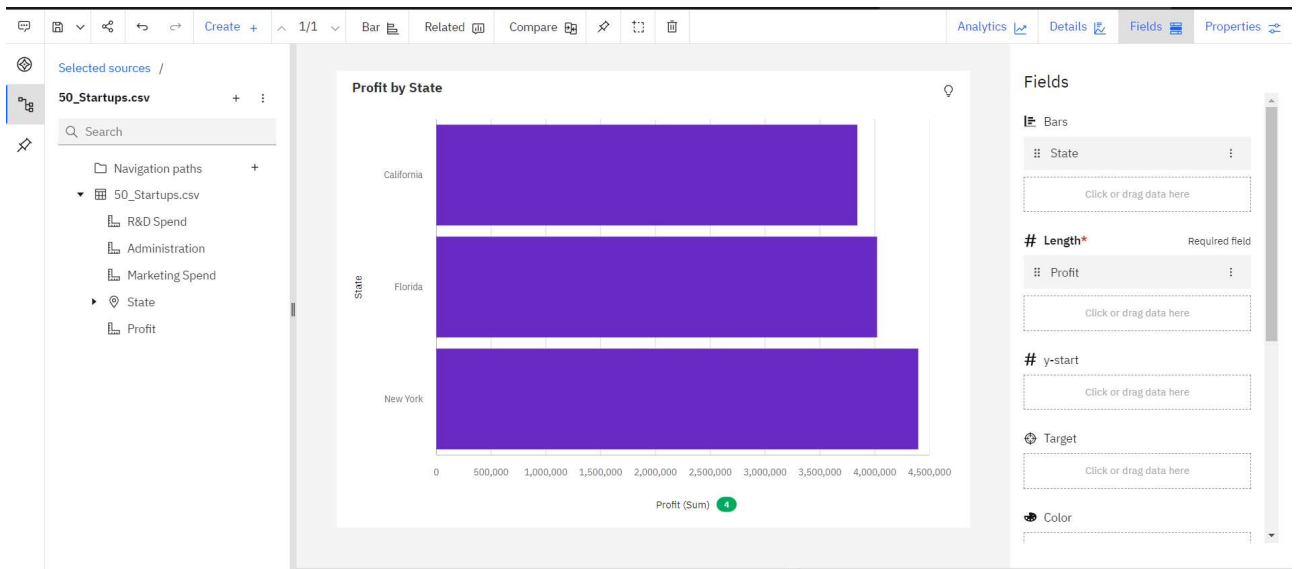 Create +
1/1
Bar
Related
Compare
Analytics
Details
Fields
Properties
Selected sources /
50_Startups.csv
Search
Navigation paths
50_Startups.csv
R&D Spend
Administration
Marketing Spend
State
Profit
Profit by State
State
California
Florida
New York
0 500,000 1,000,000 1,500,000 2,000,000 2,500,000 3,000,000 3,500,000 4,000,000 4,500,000
Profit (Sum) 4
Fields
Bars
State
Click or drag data here
# Length* Required field
Profit
Click or drag data here
# y-start
Click or drag data here
Target
Click or drag data here
Color